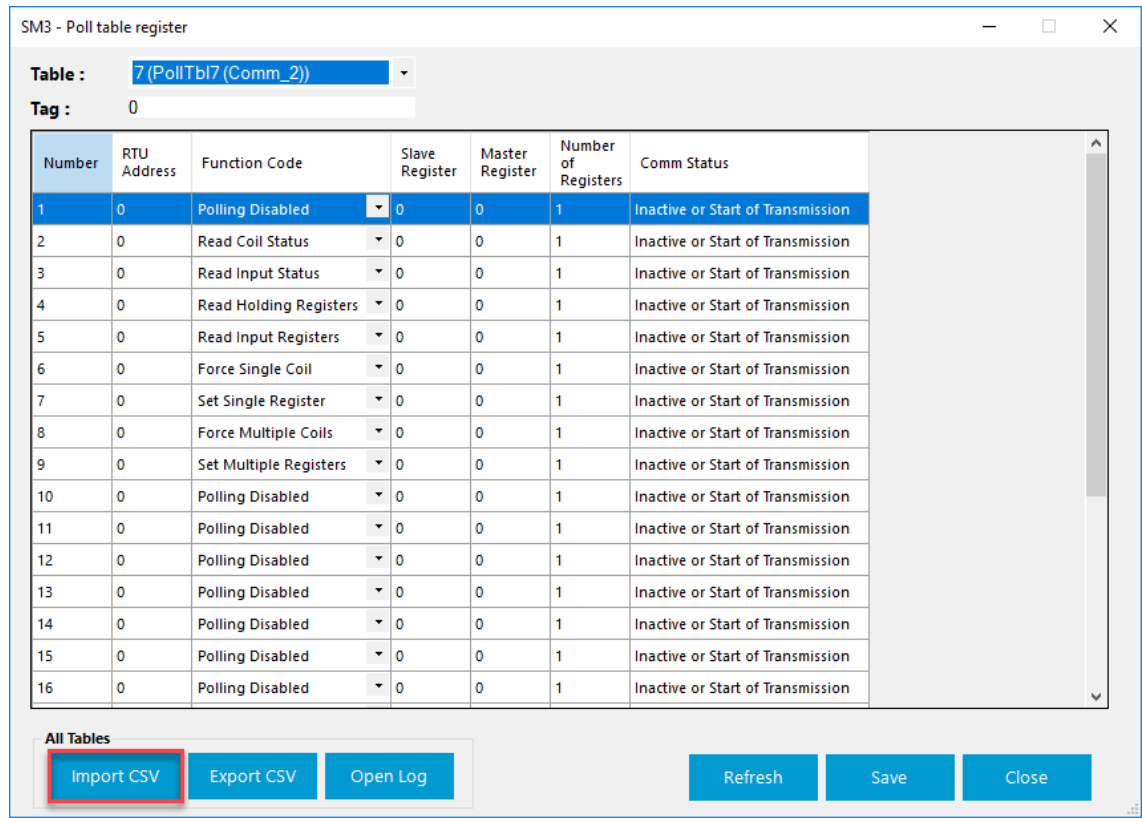 SM3 - Poll table register
Table : 7 (PollTbl7 (Comm_2))
Tag : 0
Number RTU Address Function Code Slave Register Master Register Number of Registers Comm Status
1 0 Polling Disabled 0 0 1 Inactive or Start of Transmission
2 0 Read Coil Status 0 0 1 Inactive or Start of Transmission
3 0 Read Input Status 0 0 1 Inactive or Start of Transmission
4 0 Read Holding Registers 0 0 1 Inactive or Start of Transmission
5 0 Read Input Registers 0 0 1 Inactive or Start of Transmission
6 0 Force Single Coil 0 0 1 Inactive or Start of Transmission
7 0 Set Single Register 0 0 1 Inactive or Start of Transmission
8 0 Force Multiple Coils 0 0 1 Inactive or Start of Transmission
9 0 Set Multiple Registers 0 0 1 Inactive or Start of Transmission
10 0 Polling Disabled 0 0 1 Inactive or Start of Transmission
11 0 Polling Disabled 0 0 1 Inactive or Start of Transmission
12 0 Polling Disabled 0 0 1 Inactive or Start of Transmission
13 0 Polling Disabled 0 0 1 Inactive or Start of Transmission
14 0 Polling Disabled 0 0 1 Inactive or Start of Transmission
15 0 Polling Disabled 0 0 1 Inactive or Start of Transmission
16 0 Polling Disabled 0 0 1 Inactive or Start of Transmission
All Tables
Import CSV Export CSV Open Log Refresh Save Close